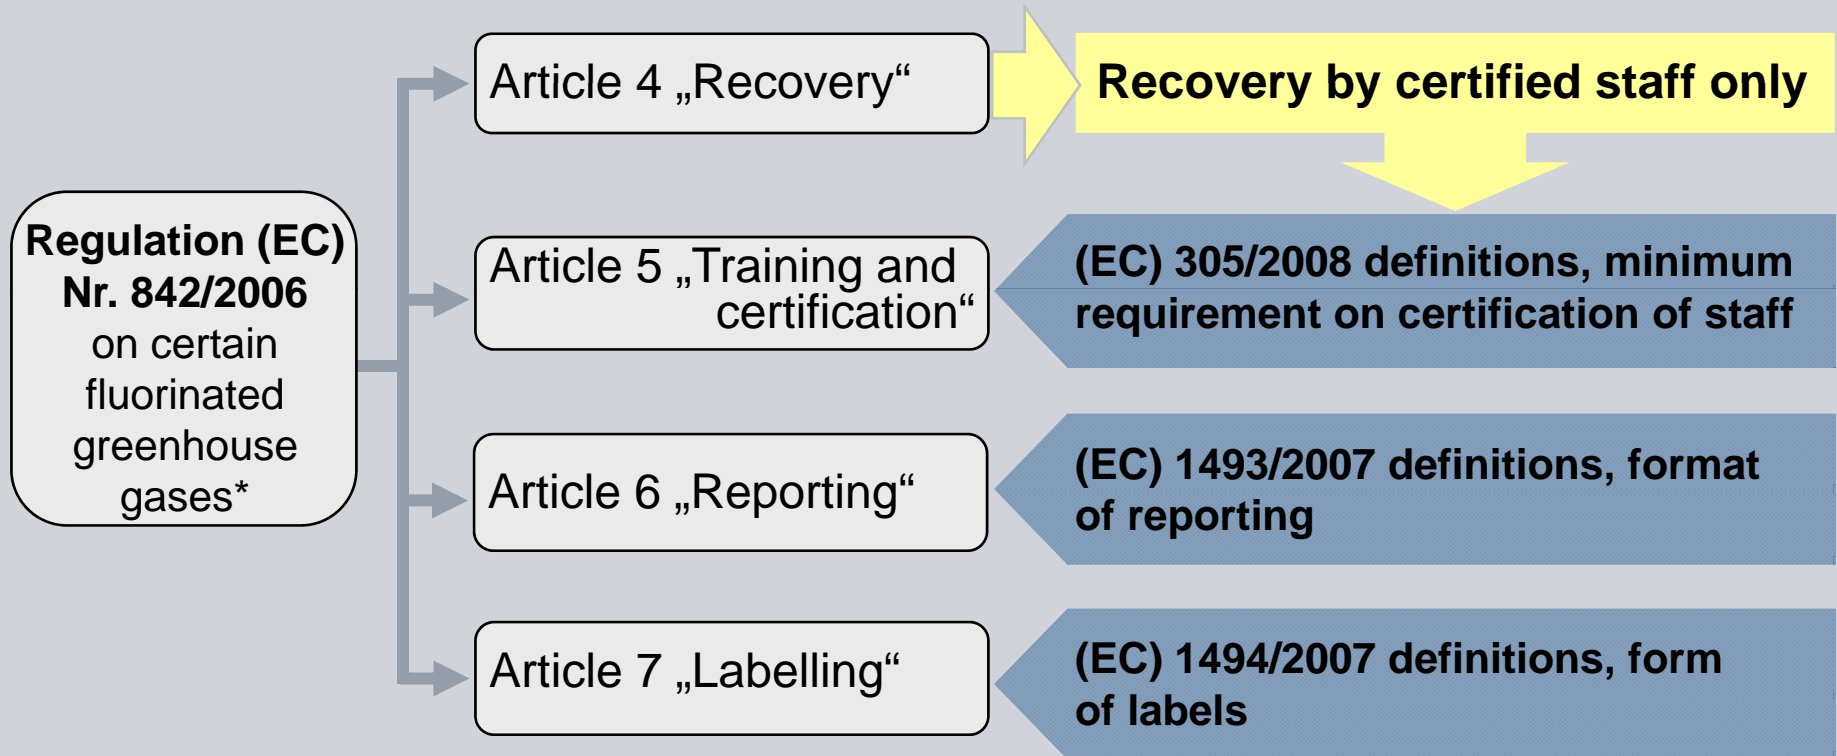 Regulation (EC)
Nr. 842/2006
on certain
fluorinated
greenhouse
gases*
Article 4 „Recovery“
Recovery by certified staff only
Article 5 „Training and
certification“
(EC) 305/2008 definitions, minimum
requirement on certification of staff
Article 6 „Reporting“
(EC) 1493/2007 definitions, format
of reporting
Article 7 „Labelling“
(EC) 1494/2007 definitions, form
of labels